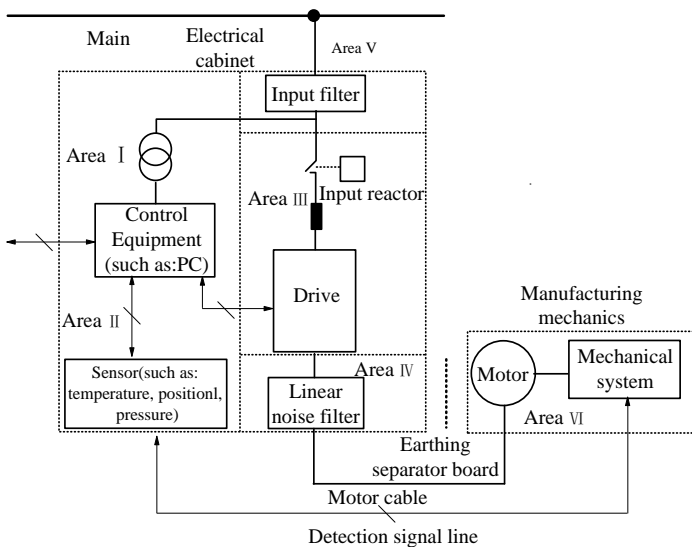 Main
Electrical
cabinet
Area Ⅴ
Input filter
Area Ⅰ
Input reactor
Area Ⅲ
Control
Equipment
(such as:PC)
Drive
Area Ⅱ
Manufacturing
mechanics
Sensor(such as:
temperature, positionl,
pressure)
Area Ⅳ
Linear
noise filter
Motor
Mechanical
system
Area Ⅵ
Earthing
separator board
Motor cable
Detection signal line